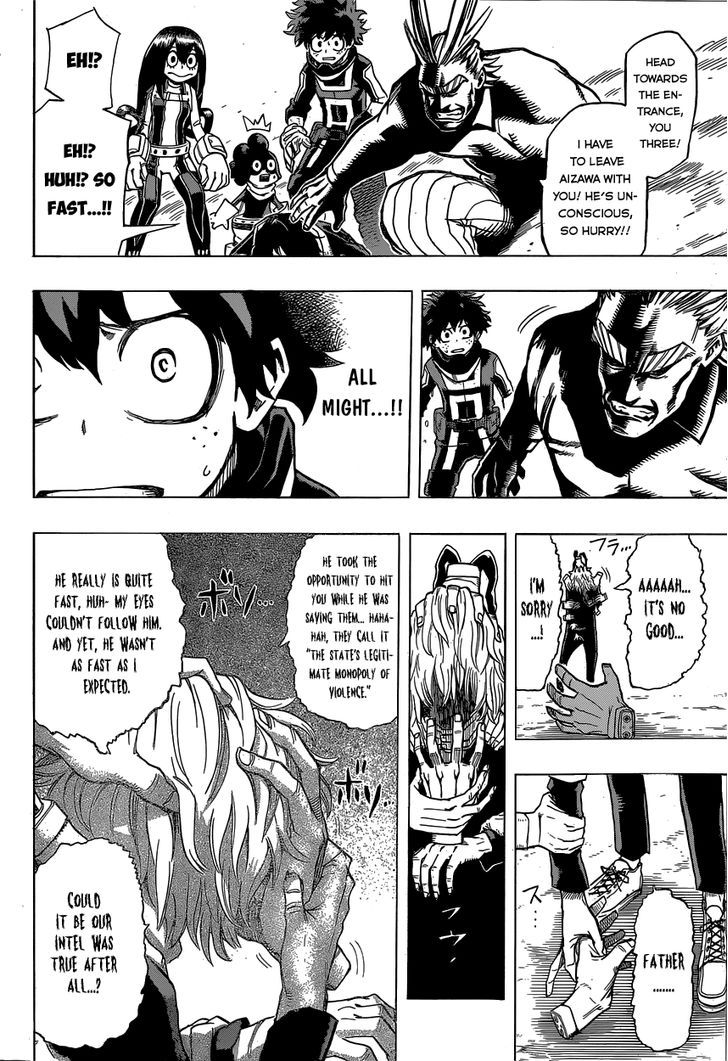 HEAD
TOWARDS
THE EN-
TRANCE,
YOU
THREE!
I HAVE
TO LEAVE
AIZAWA WITH
YOU! HE'S UN-
CONSCIOUS,
SO HURRY!!
EH!?
EH!?
HUH!? SO
FAST...!!
ALL
MIGHT...!!
フラ...
AAAAAH...
IT'S NO
GOOD...
I'M
SORRY
...!
ス...
FATHER
.......
フウ
HE TOOK THE
OPPORTUNITY TO HIT
YOU WHILE HE WAS
SAVING THEM... HAHA-
HAH, THEY CALL IT
"THE STATE'S LEGITI-
MATE MONOPOLY OF
VIOLENCE."
ボリ...
ボリ...
HE REALLY IS QUITE
FAST, HUH- MY EYES
COULDN'T FOLLOW HIM.
AND YET, HE WASN'T
AS FAST AS I
EXPECTED.
COULD
IT BE OUR
INTEL WAS
TRUE AFTER
ALL...?